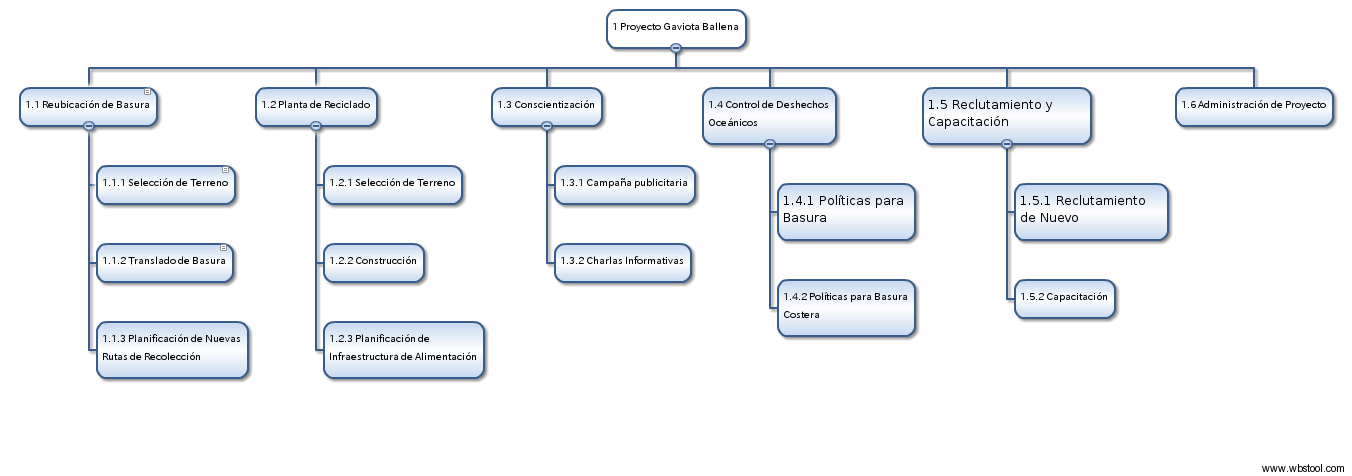 1 Proyecto Gaviota Ballena
1.1 Reubicación de Basura
1.1.1 Selección de Terreno
1.1.2 Translado de Basura
1.1.3 Planificación de Nuevas
Rutas de Recolección
1.2 Planta de Reciclado
1.2.1 Selección de Terreno
1.2.2 Construcción
1.2.3 Planificación de
Infraestructura de Alimentación
1.3 Conscientización
1.3.1 Campaña publicitaria
1.3.2 Charlas Informativas
1.4 Control de Deshechos
Oceánicos
1.4.1 Políticas para
Basura
1.4.2 Políticas para Basura
Costera
1.5 Reclutamiento y
Capacitación
1.5.1 Reclutamiento
de Nuevo
1.5.2 Capacitación
1.6 Administración de Proyecto
www.wbstool.com